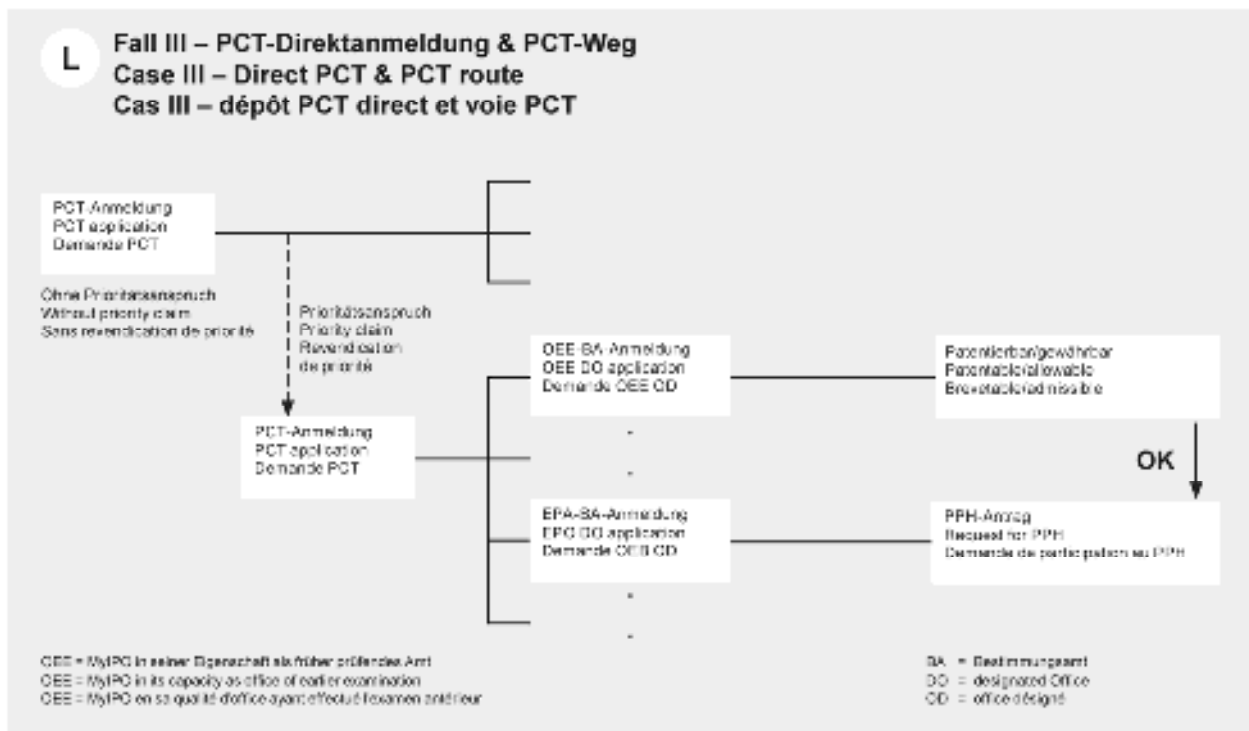 L
Fall III – PCT-Direktanmeldung & PCT-Weg
Case III – Direct PCT & PCT route
Cas III – dépôt PCT direct et voie PCT
PCT-Anmeldung
PCT application
Demande PCT
Ohne Prioritätsanspruch
Without priority claim
Sans revendication de priorité
Prioritätsanspruch
Priority claim
Revendication
de priorité
PCT-Anmeldung
PCT application
Demande PCT
OEE-BA-Anmeldung
OEE DO application
Demande OEE OD
EPA-BA-Anmeldung
EPO DO application
Demande OEB OD
Patentierbar/gewährbar
Patentable/allowable
Brevetable/admissible
OK
PPH-Antrag
Request for PPH
Demande de participation au PPH
OEE = MyIPO in seiner Eigenschaft als früher prüfendes Amt
OEE = MyIPO in its capacity as office of earlier examination
OEE = MyIPO en sa qualité d'office ayant effectué l'examen antérieur
BA = Bestimmungsamt
DO = designated Office
OD = office désigné